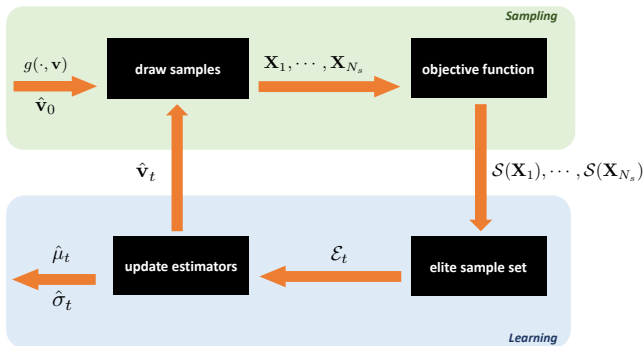 Sampling
g(·, v)
v̂₀
draw samples
X₁, ⋯ , X_{N_s}
objective function
v̂_t
𝒮(X₁), ⋯ , 𝒮(X_{N_s})
μ̂_t
σ̂_t
update estimators
ℰ_t
elite sample set
Learning